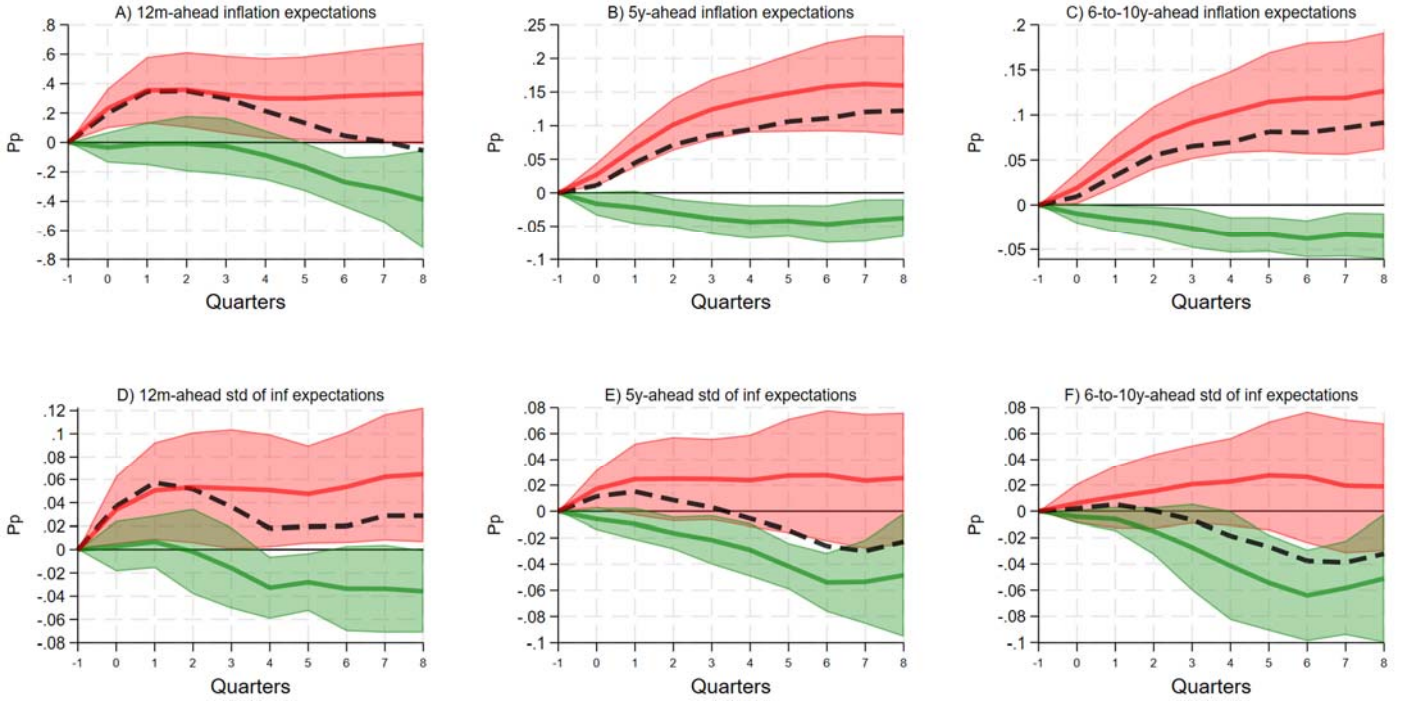 A) 12m-ahead inflation expectations
.8
.6
.4
.2
0
-.2
-.4
-.6
-.8
Pp
-1 0 1 2 3 4 5 6 7 8
Quarters
B) 5y-ahead inflation expectations
.25
.2
.15
.1
.05
0
-.05
-.1
Pp
-1 0 1 2 3 4 5 6 7 8
Quarters
C) 6-to-10y-ahead inflation expectations
.2
.15
.1
.05
0
-.05
Pp
-1 0 1 2 3 4 5 6 7 8
Quarters
D) 12m-ahead std of inf expectations
.12
.1
.08
.06
.04
.02
0
-.02
-.04
-.06
-.08
Pp
-1 0 1 2 3 4 5 6 7 8
Quarters
E) 5y-ahead std of inf expectations
.08
.06
.04
.02
0
-.02
-.04
-.06
-.08
-.1
Pp
-1 0 1 2 3 4 5 6 7 8
Quarters
F) 6-to-10y-ahead std of inf expectations
.08
.06
.04
.02
0
-.02
-.04
-.06
-.08
-.1
Pp
-1 0 1 2 3 4 5 6 7 8
Quarters